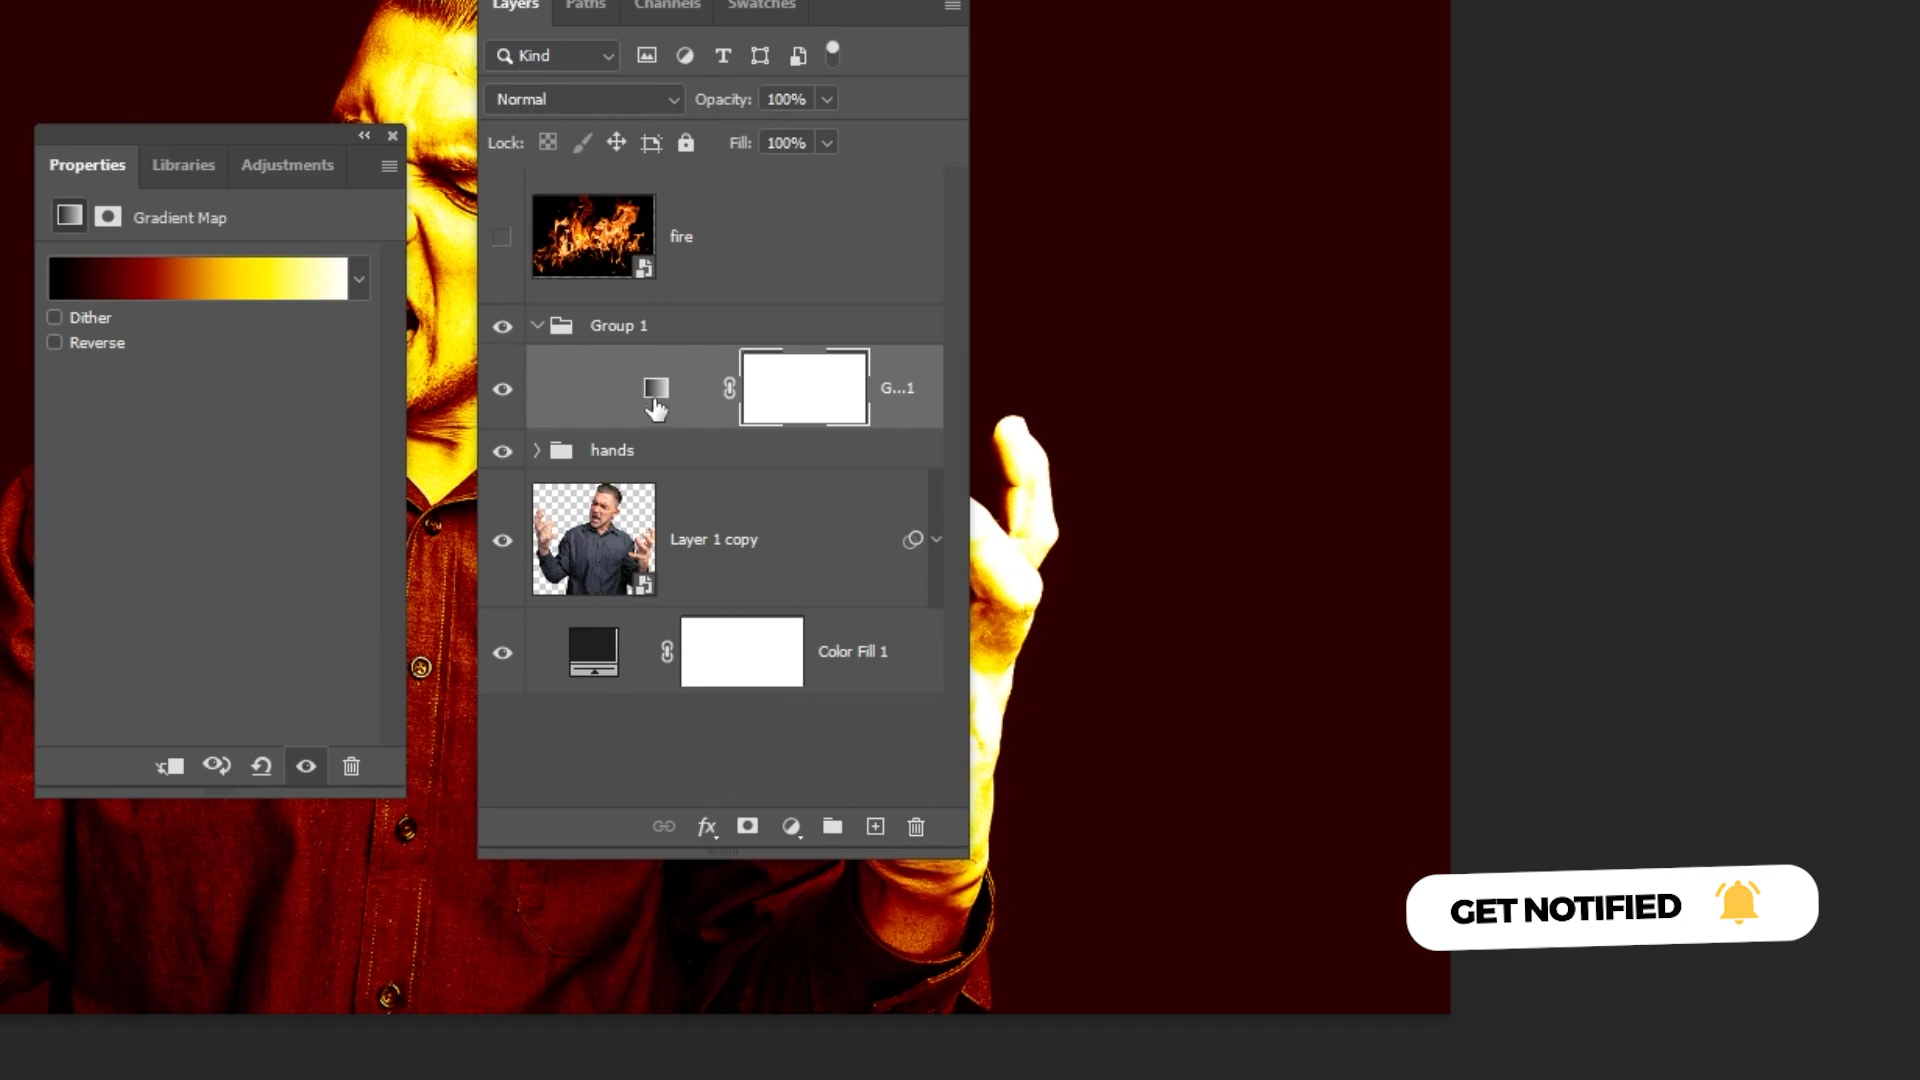 Layers Paths Channels Swatches
Kind
Normal Opacity: 100%
Lock: Fill: 100%
Properties Libraries Adjustments
Gradient Map
Dither
Reverse
fire
Group 1
G...1
hands
Layer 1 copy
Color Fill 1
fx
GET NOTIFIED